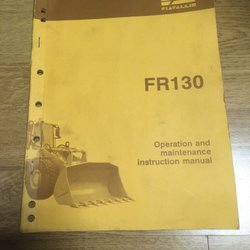 FIATALLIS
FR130
Operation and
maintenance
instruction manual